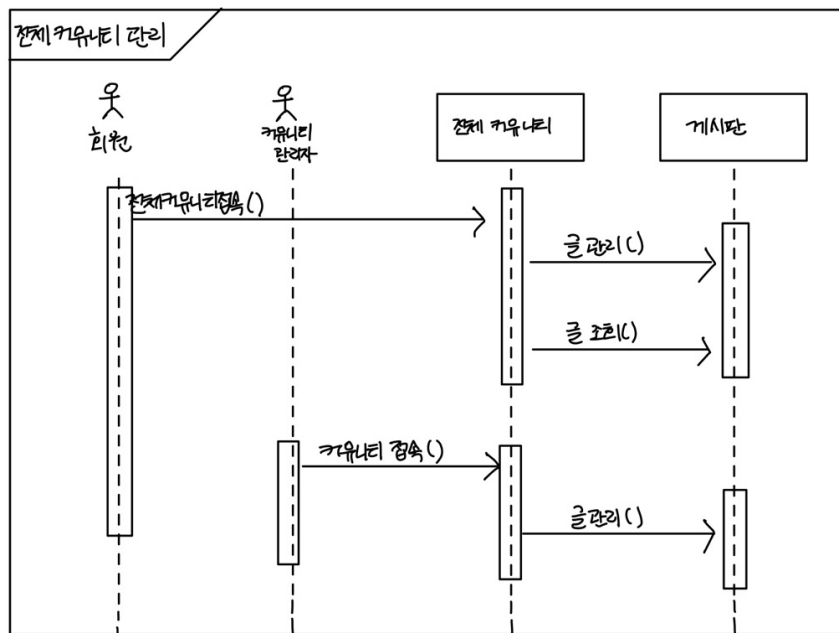 전체 커뮤니티 관리
회원
커뮤니티
관리자
전체 커뮤니티
게시판
전체커뮤니티접속()
글 관리()
글 조회()
커뮤니티 접속()
글관리()